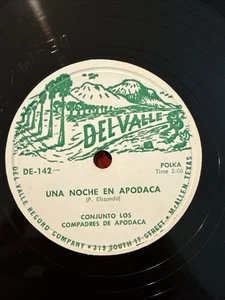 DEL VALLE
DE-142—
POLKA
Time 2:06
UNA NOCHE EN APODACA
(P. Elizondo)
CONJUNTO LOS
COMPADRES DE APODACA
DEL VALLE RECORD COMPANY • 318 SOUTH 17 STREET • McALLEN, TEXAS